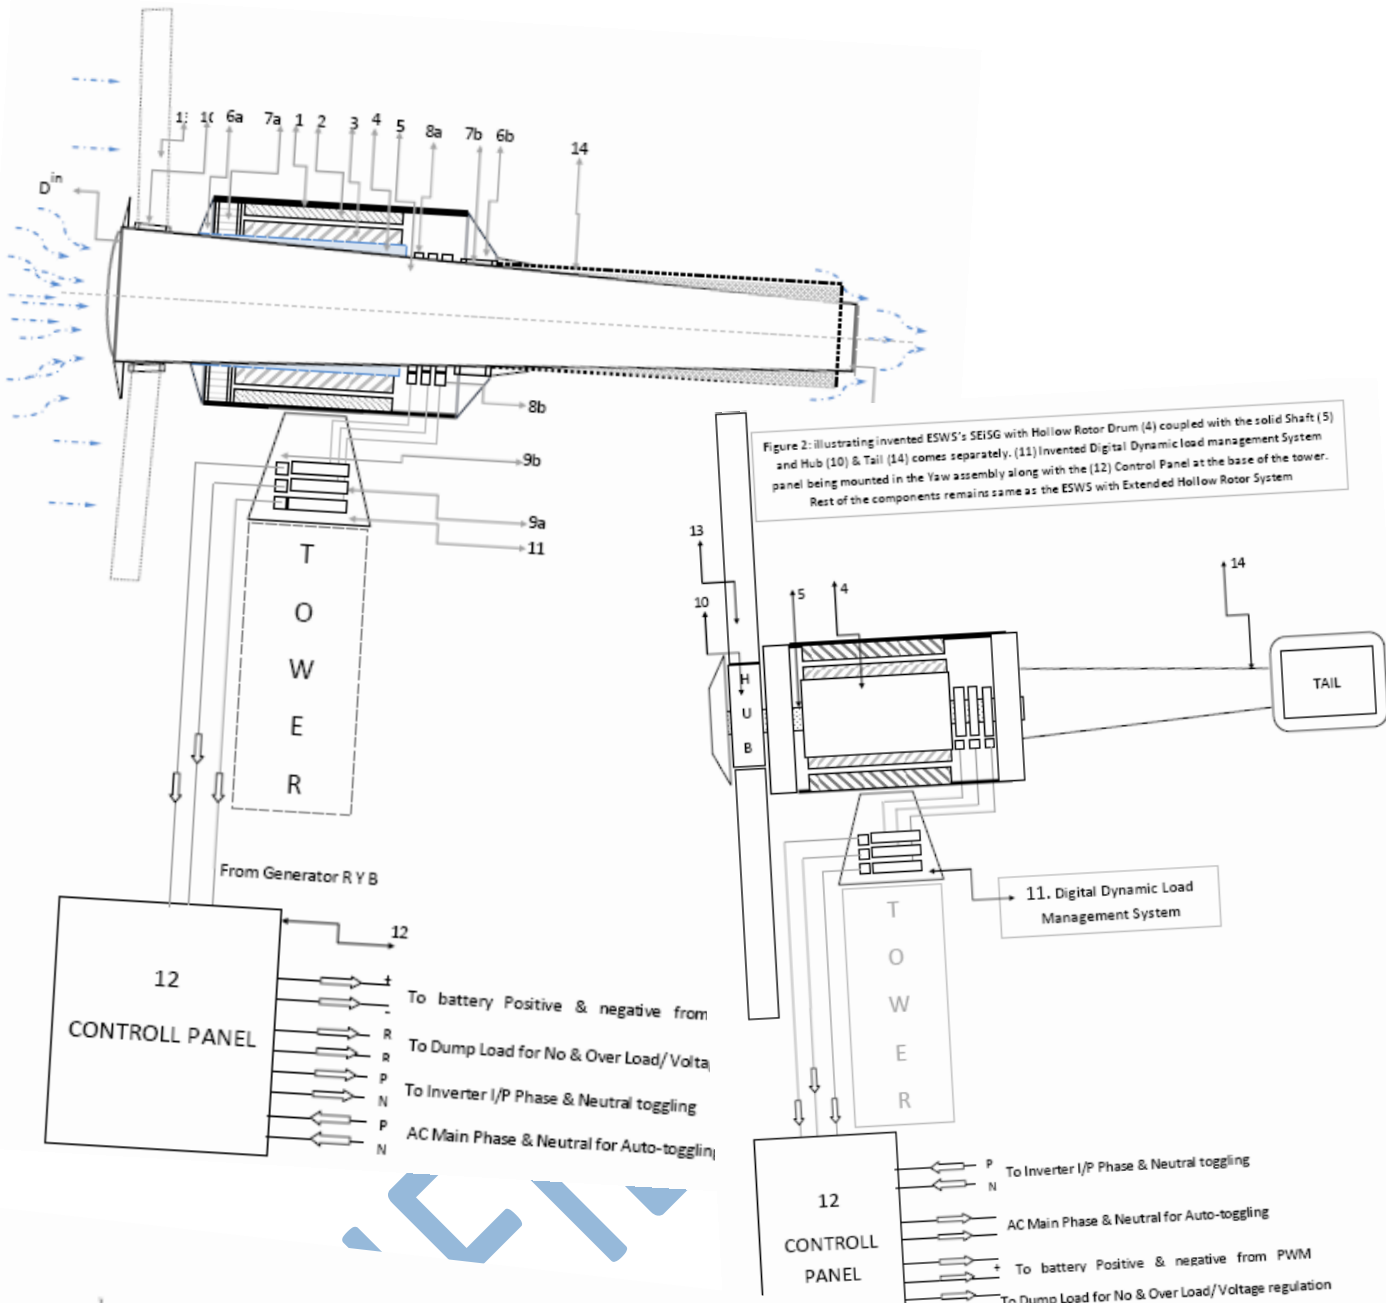 1: 10 6a 7a 1 2 3 4 5 8a 7b 6b 14
D in
8b
9b
9a
11
T
O
W
E
R
From Generator R Y B
12
12
CONTROLL PANEL
+
-
To battery Positive & negative from
R
R
To Dump Load for No & Over Load/ Volta
P
N
To Inverter I/P Phase & Neutral toggling
P
N
AC Main Phase & Neutral for Auto-toggling
Figure 2: illustrating invented ESWS's SEiSG with Hollow Rotor Drum (4) coupled with the solid Shaft (5)
and Hub (10) & Tail (14) comes separately. (11) Invented Digital Dynamic load management System
panel being mounted in the Yaw assembly along with the (12) Control Panel at the base of the tower.
Rest of the components remains same as the ESWS with Extended Hollow Rotor System
13
10
5
4
14
H
U
B
TAIL
11. Digital Dynamic Load
Management System
T
O
W
E
R
12
CONTROLL
PANEL
P
N
To Inverter I/P Phase & Neutral toggling
AC Main Phase & Neutral for Auto-toggling
+
To battery Positive & negative from PWM
To Dump Load for No & Over Load/ Voltage regulation